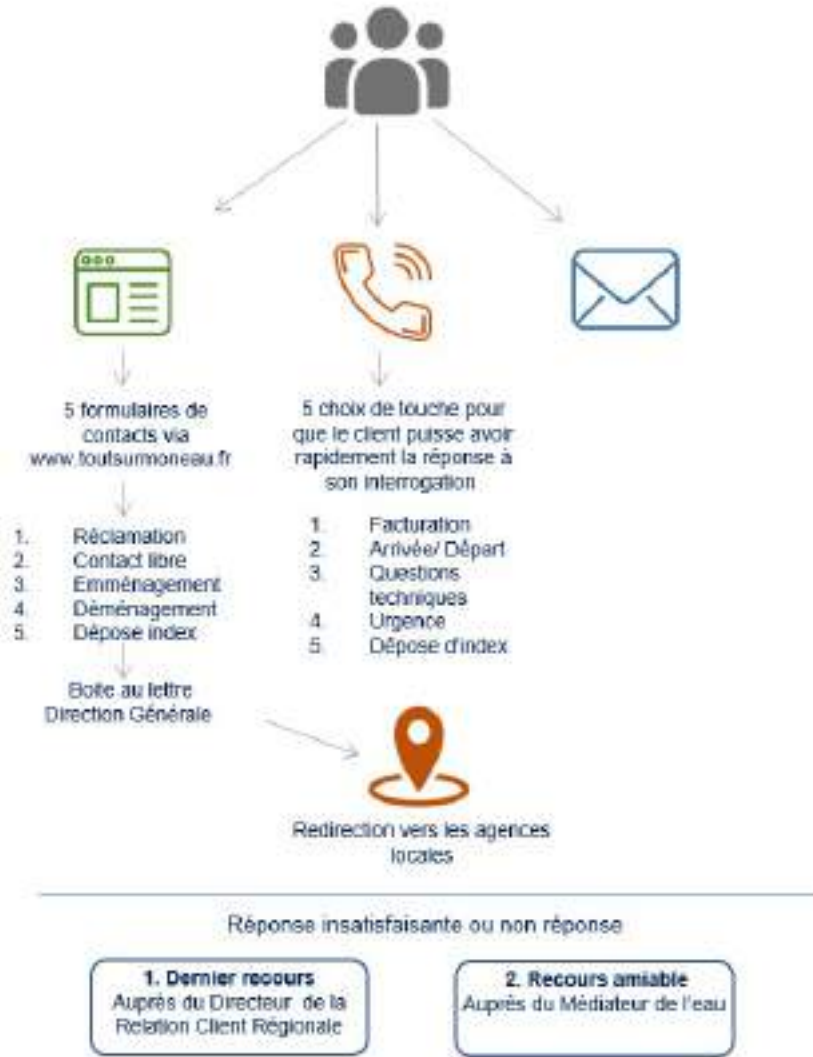 5 formulaires de
contacts via
www.toutsurmoneau.fr
1. Réclamation
2. Contact libre
3. Emménagement
4. Déménagement
5. Dépose index
Boite au lettre
Direction Générale
5 choix de touche pour
que le client puisse avoir
rapidement la réponse à
son interrogation
1. Facturation
2. Arrivée/ Départ
3. Questions
techniques
4. Urgence
5. Dépose d'index
Redirection vers les agences
locales
Réponse insatisfaisante ou non réponse
1. Dernier recours
Auprès du Directeur de la
Relation Client Régionale
2. Recours amiable
Auprès du Médiateur de l'eau